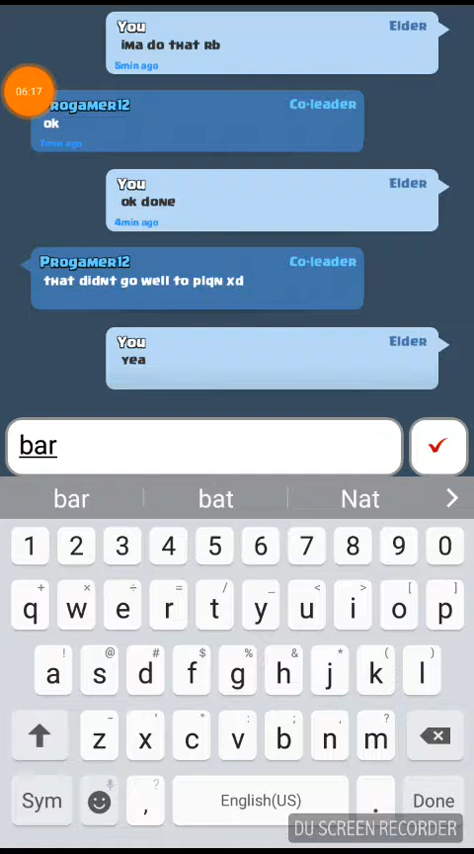 You Elder
ima do that rb
5min ago
06:17
Progamer12 Co-leader
ok
7min ago
You Elder
ok done
4min ago
Progamer12 Co-leader
that didnt go well to plqn xd
You Elder
yea
bar
bar bat Nat >
1 2 3 4 5 6 7 8 9 0
+ × ÷ = / _ < > [ ]
q w e r t y u i o p
! @ # $ % & * ( )
a s d f g h j k l
- ' " : ; , ?
z x c v b n m
Sym , ? English(US) . Done
DU SCREEN RECORDER